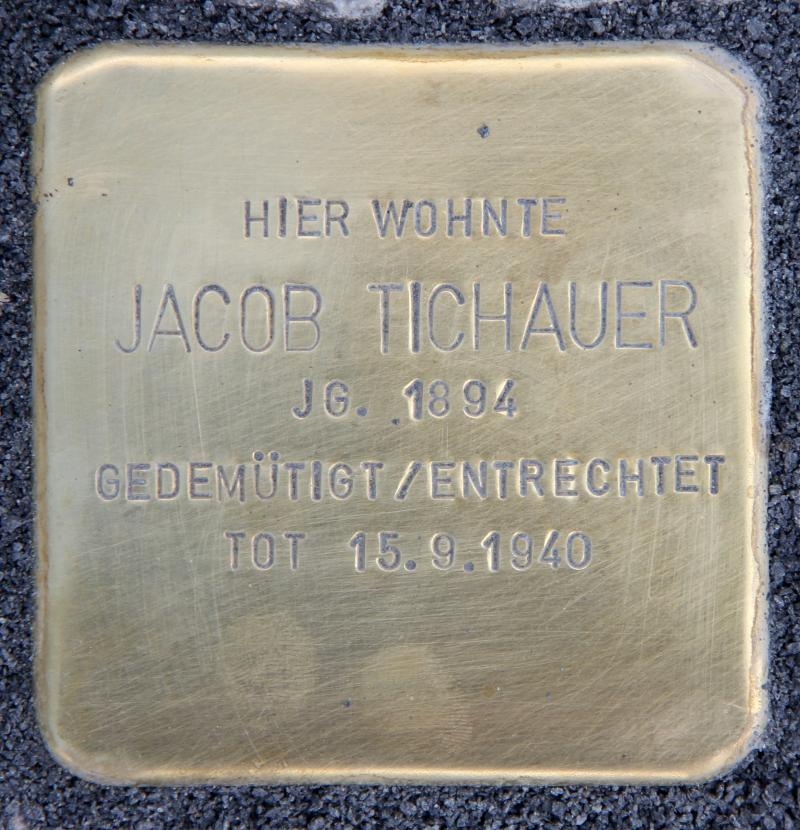 HIER WOHNTE
JACOB TICHAUER
JG. 1894
GEDEMÜTIGT/ENTRECHTET
TOT 15.9.1940